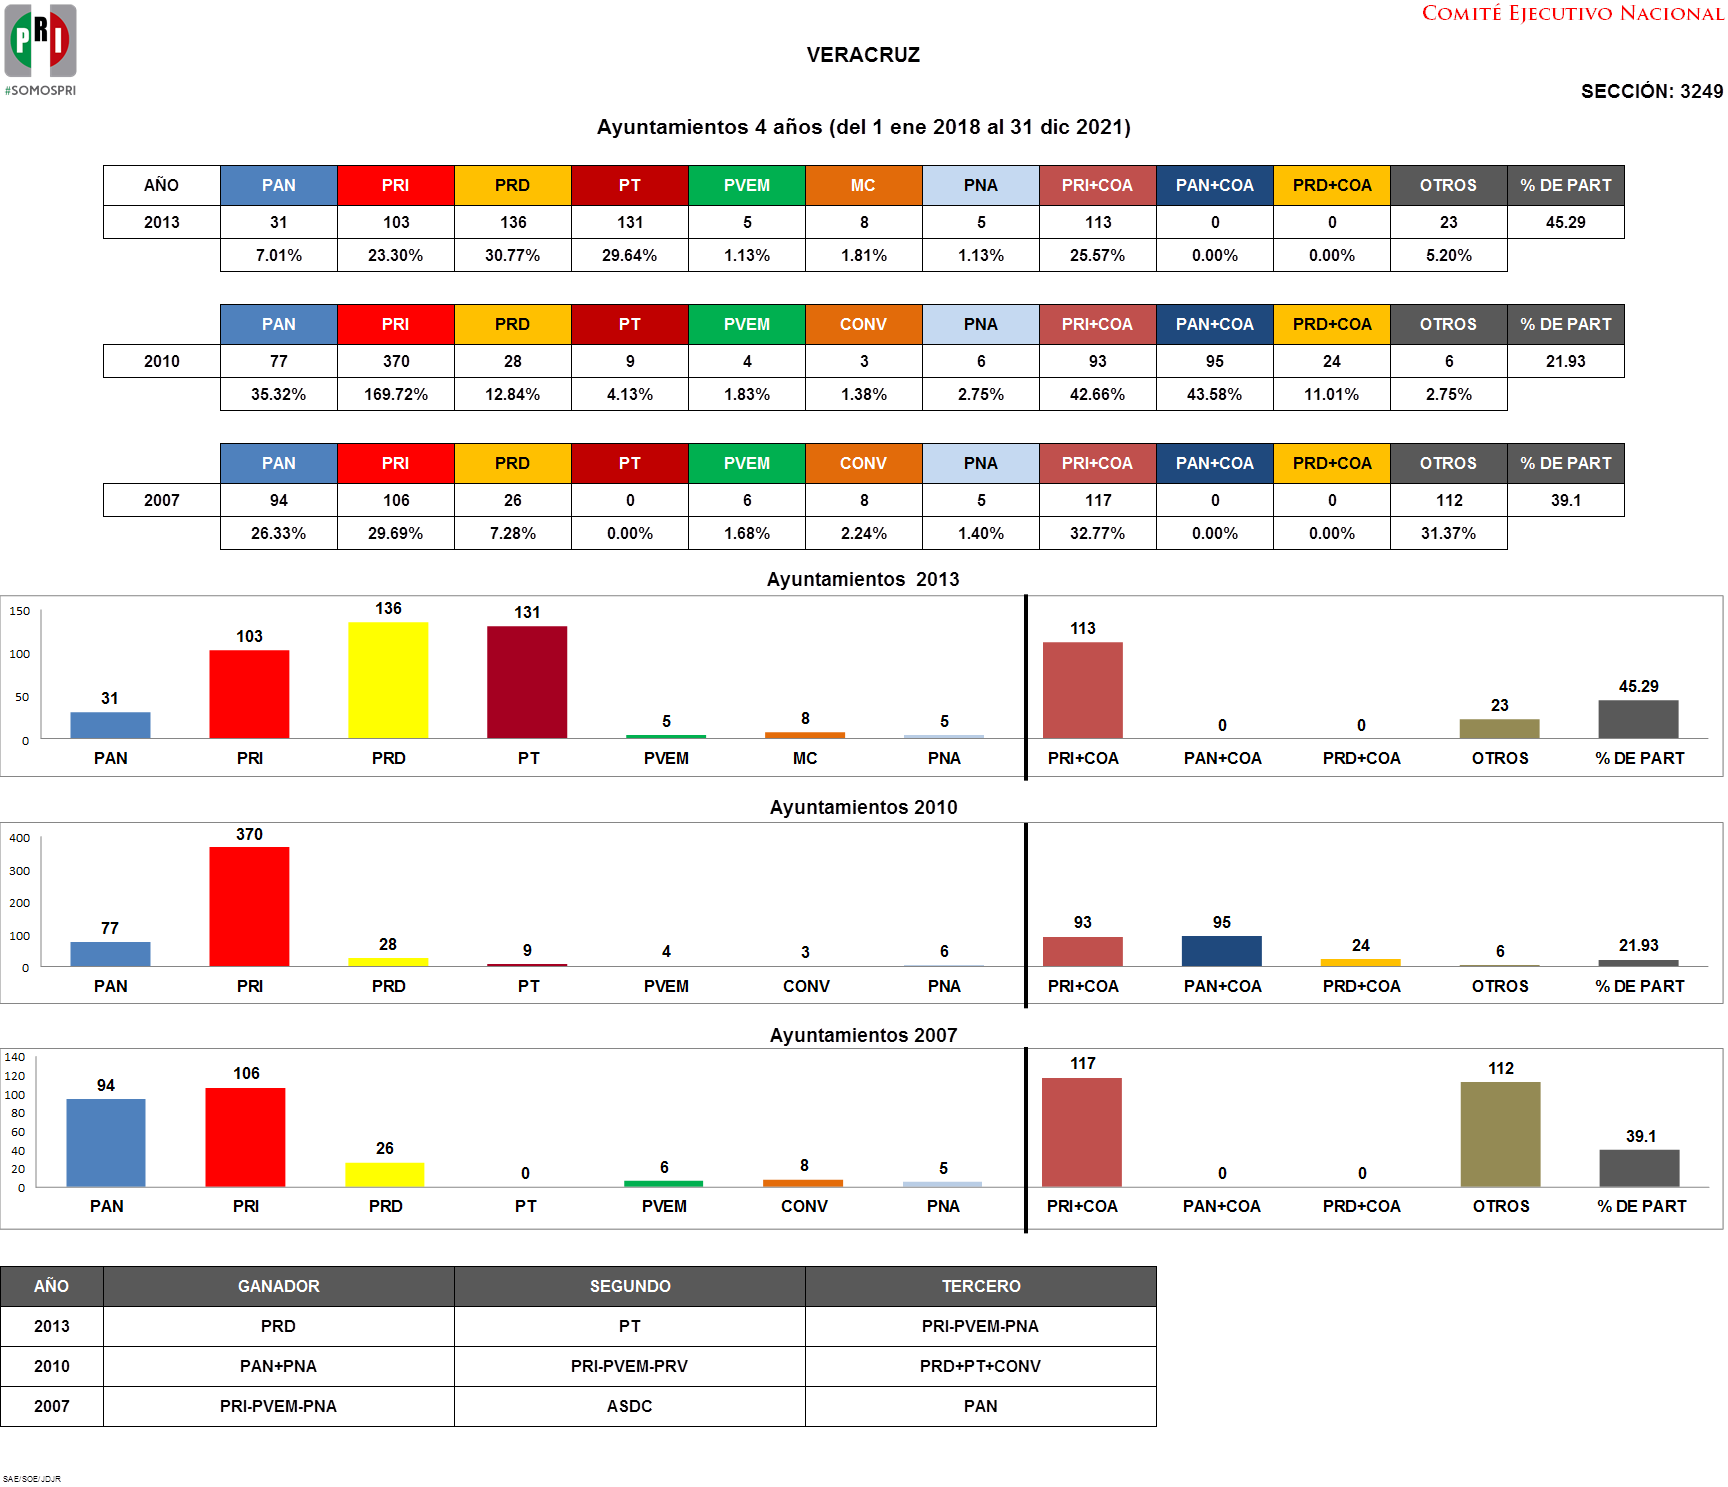 PRI
#SOMOSPRI
COMITÉ EJECUTIVO NACIONAL
VERACRUZ
SECCIÓN: 3249
Ayuntamientos 4 años (del 1 ene 2018 al 31 dic 2021)
AÑO PAN PRI PRD PT PVEM MC PNA PRI+COA PAN+COA PRD+COA OTROS % DE PART
2013 31 103 136 131 5 8 5 113 0 0 23 45.29
7.01% 23.30% 30.77% 29.64% 1.13% 1.81% 1.13% 25.57% 0.00% 0.00% 5.20%
PAN PRI PRD PT PVEM CONV PNA PRI+COA PAN+COA PRD+COA OTROS % DE PART
2010 77 370 28 9 4 3 6 93 95 24 6 21.93
35.32% 169.72% 12.84% 4.13% 1.83% 1.38% 2.75% 42.66% 43.58% 11.01% 2.75%
PAN PRI PRD PT PVEM CONV PNA PRI+COA PAN+COA PRD+COA OTROS % DE PART
2007 94 106 26 0 6 8 5 117 0 0 112 39.1
26.33% 29.69% 7.28% 0.00% 1.68% 2.24% 1.40% 32.77% 0.00% 0.00% 31.37%
Ayuntamientos 2013
150
100
50
0
31 103 136 131 5 8 5 113 0 0 23 45.29
PAN PRI PRD PT PVEM MC PNA PRI+COA PAN+COA PRD+COA OTROS % DE PART
Ayuntamientos 2010
400
300
200
100
0
77 370 28 9 4 3 6 93 95 24 6 21.93
PAN PRI PRD PT PVEM CONV PNA PRI+COA PAN+COA PRD+COA OTROS % DE PART
Ayuntamientos 2007
140
120
100
80
60
40
20
0
94 106 26 0 6 8 5 117 0 0 112 39.1
PAN PRI PRD PT PVEM CONV PNA PRI+COA PAN+COA PRD+COA OTROS % DE PART
AÑO GANADOR SEGUNDO TERCERO
2013 PRD PT PRI-PVEM-PNA
2010 PAN+PNA PRI-PVEM-PRV PRD+PT+CONV
2007 PRI-PVEM-PNA ASDC PAN
SAE/SOE/JDJR